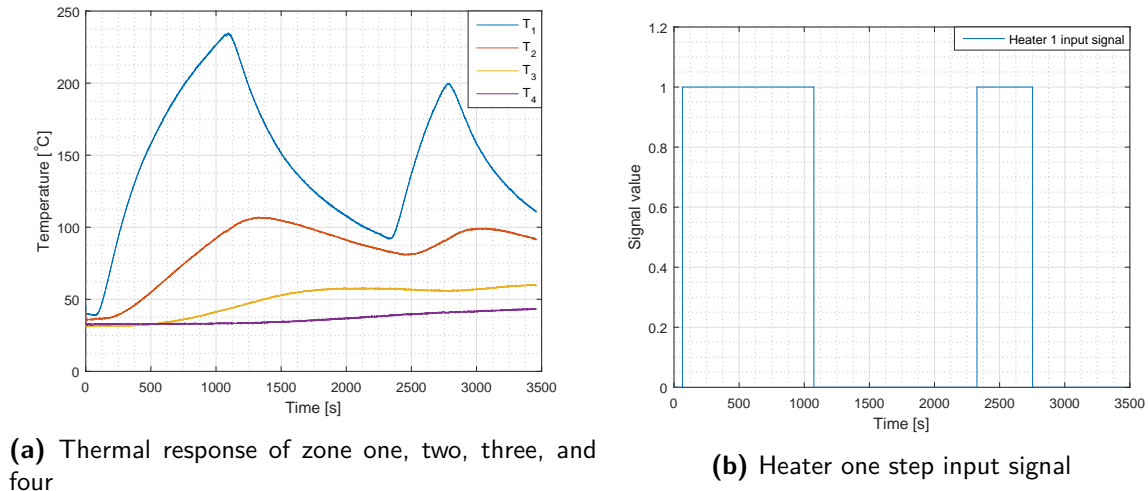 250
200
150
100
50
0
Temperature [°C]
0 500 1000 1500 2000 2500 3000 3500
Time [s]
T1
T2
T3
T4
(a) Thermal response of zone one, two, three, and
four
1.2
1
0.8
0.6
0.4
0.2
0
Signal value
0 500 1000 1500 2000 2500 3000 3500
Time [s]
Heater 1 input signal
(b) Heater one step input signal